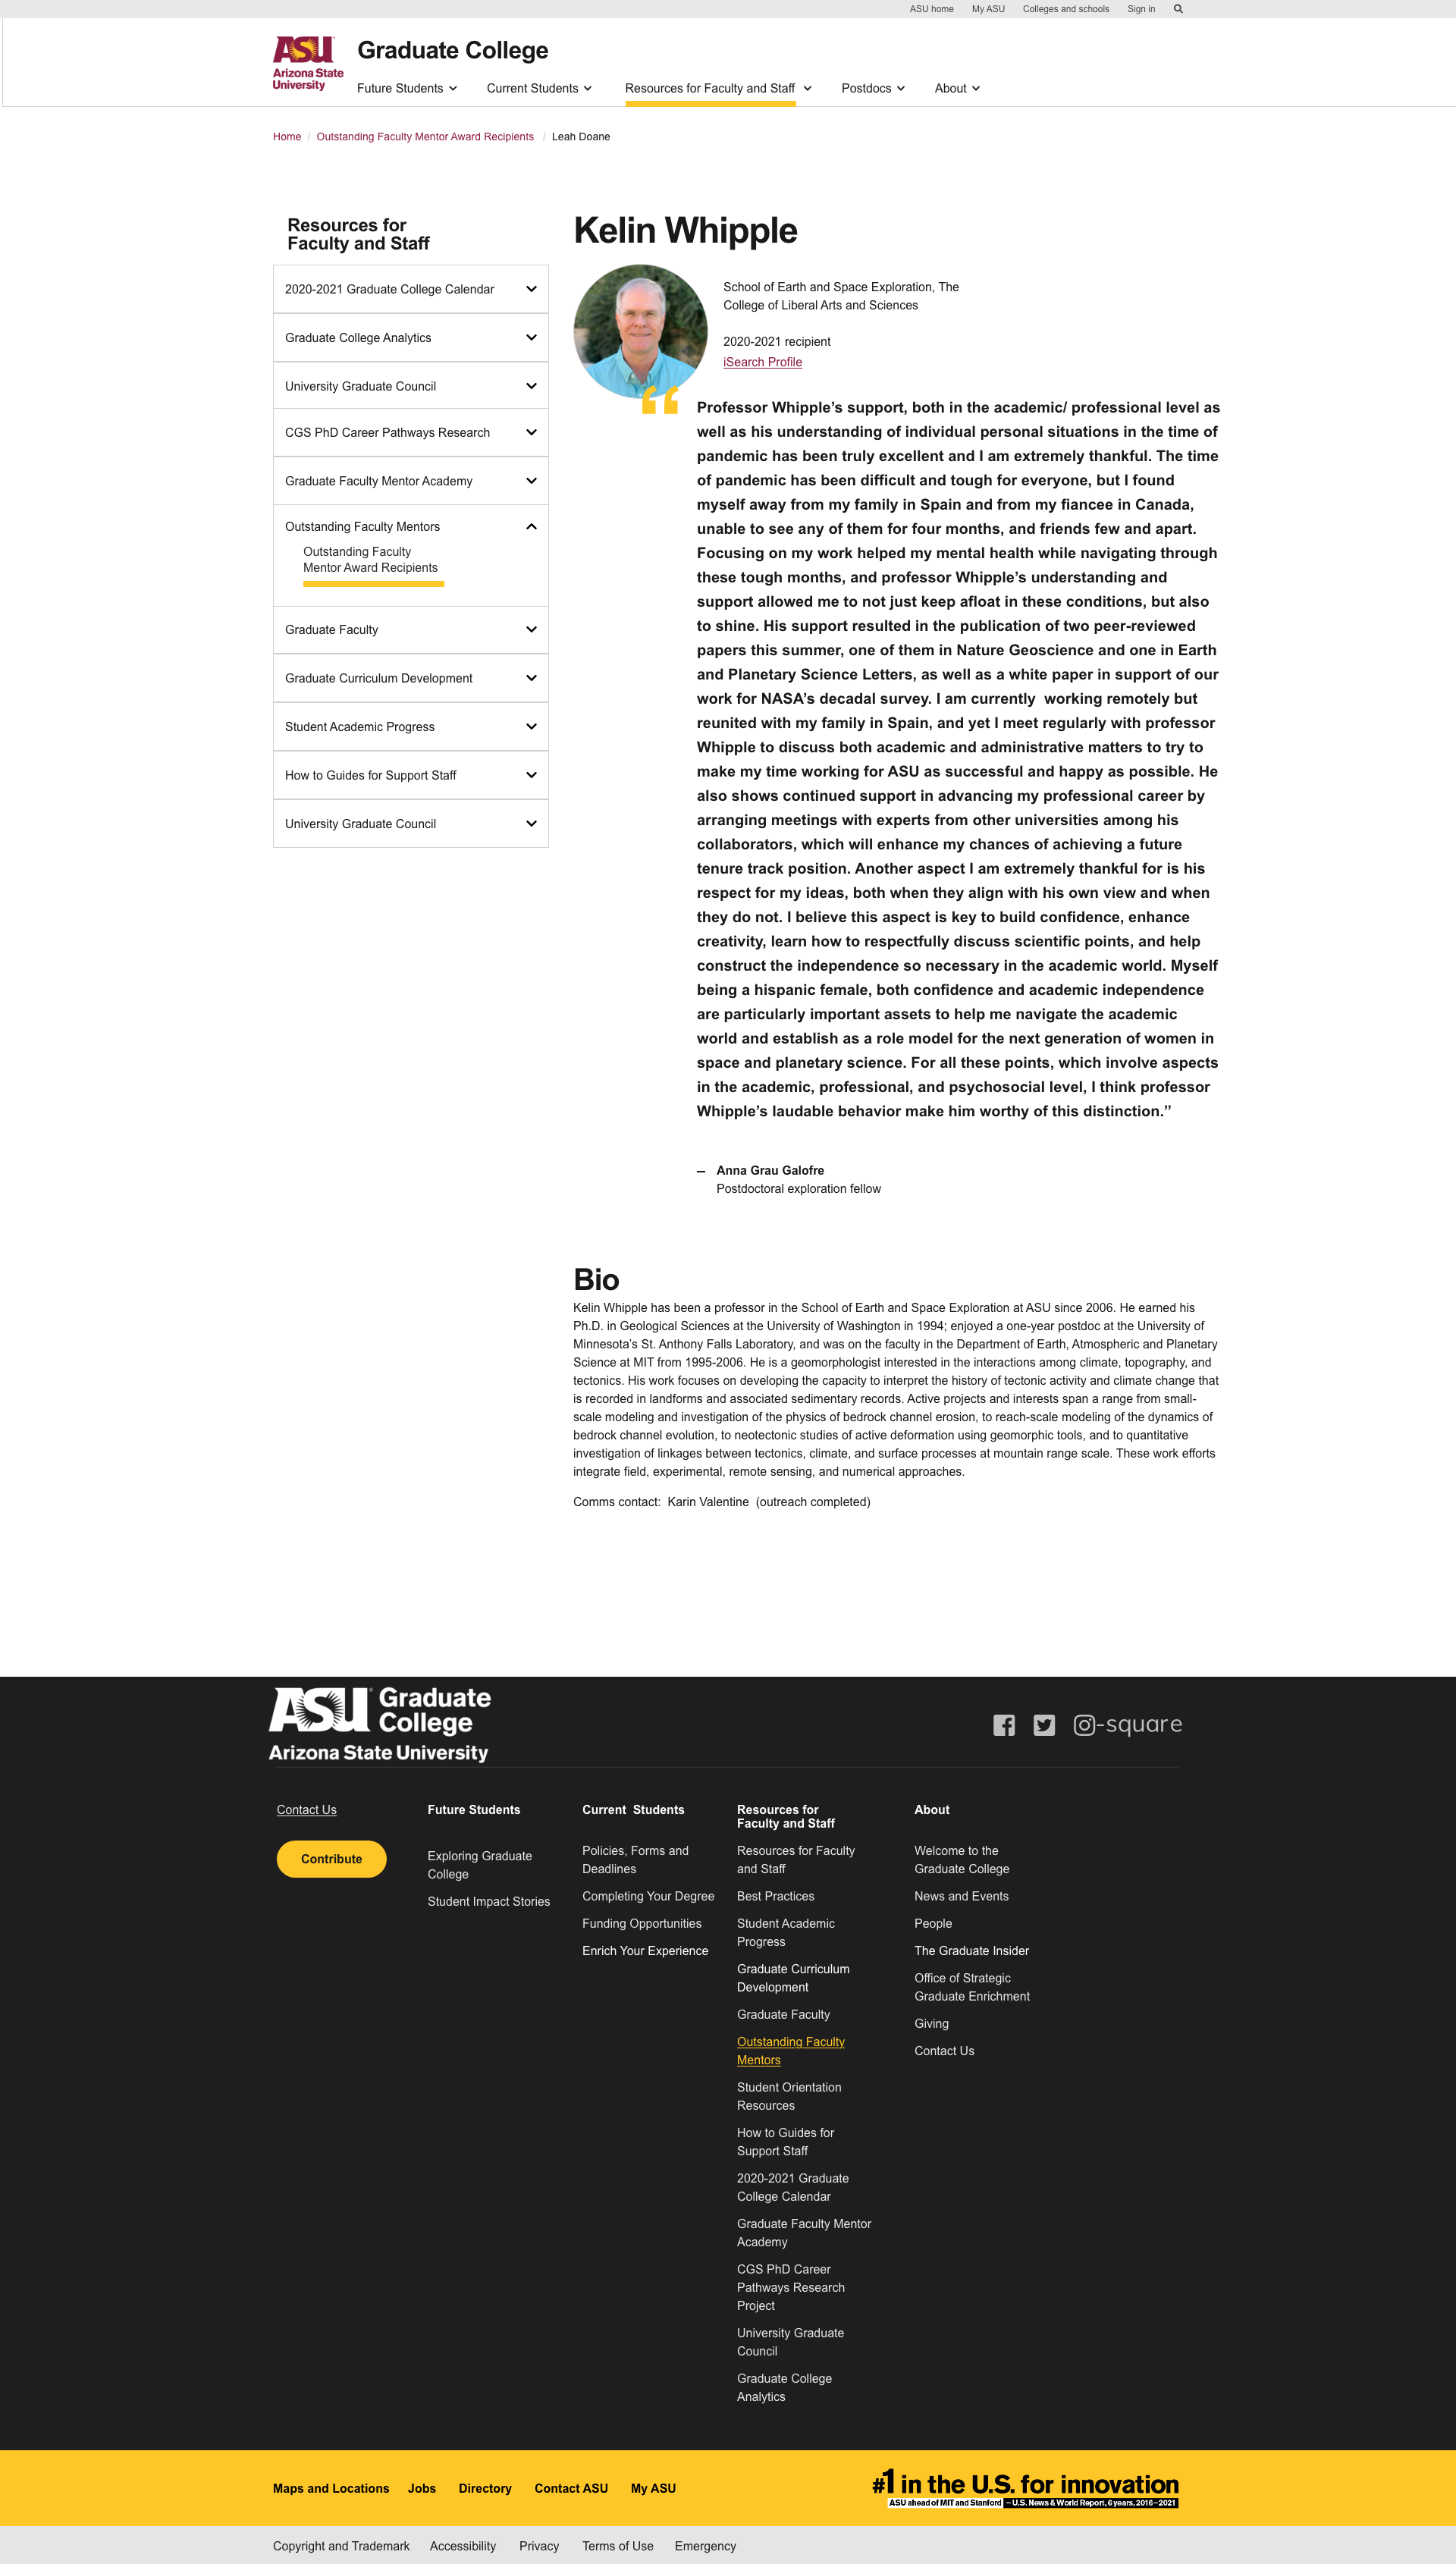 ASU home My ASU Colleges and schools Sign in
ASU
Arizona State
University
Graduate College
Future Students Current Students Resources for Faculty and Staff Postdocs About
Home / Outstanding Faculty Mentor Award Recipients / Leah Doane
Resources for
Faculty and Staff
2020-2021 Graduate College Calendar
Graduate College Analytics
University Graduate Council
CGS PhD Career Pathways Research
Graduate Faculty Mentor Academy
Outstanding Faculty Mentors
Outstanding Faculty
Mentor Award Recipients
Graduate Faculty
Graduate Curriculum Development
Student Academic Progress
How to Guides for Support Staff
University Graduate Council
Kelin Whipple
School of Earth and Space Exploration, The
College of Liberal Arts and Sciences
2020-2021 recipient
iSearch Profile
“
Professor Whipple’s support, both in the academic/ professional level as
well as his understanding of individual personal situations in the time of
pandemic has been truly excellent and I am extremely thankful. The time
of pandemic has been difficult and tough for everyone, but I found
myself away from my family in Spain and from my fiancee in Canada,
unable to see any of them for four months, and friends few and apart.
Focusing on my work helped my mental health while navigating through
these tough months, and professor Whipple’s understanding and
support allowed me to not just keep afloat in these conditions, but also
to shine. His support resulted in the publication of two peer-reviewed
papers this summer, one of them in Nature Geoscience and one in Earth
and Planetary Science Letters, as well as a white paper in support of our
work for NASA’s decadal survey. I am currently  working remotely but
reunited with my family in Spain, and yet I meet regularly with professor
Whipple to discuss both academic and administrative matters to try to
make my time working for ASU as successful and happy as possible. He
also shows continued support in advancing my professional career by
arranging meetings with experts from other universities among his
collaborators, which will enhance my chances of achieving a future
tenure track position. Another aspect I am extremely thankful for is his
respect for my ideas, both when they align with his own view and when
they do not. I believe this aspect is key to build confidence, enhance
creativity, learn how to respectfully discuss scientific points, and help
construct the independence so necessary in the academic world. Myself
being a hispanic female, both confidence and academic independence
are particularly important assets to help me navigate the academic
world and establish as a role model for the next generation of women in
space and planetary science. For all these points, which involve aspects
in the academic, professional, and psychosocial level, I think professor
Whipple’s laudable behavior make him worthy of this distinction.”
– Anna Grau Galofre
Postdoctoral exploration fellow
Bio
Kelin Whipple has been a professor in the School of Earth and Space Exploration at ASU since 2006. He earned his
Ph.D. in Geological Sciences at the University of Washington in 1994; enjoyed a one-year postdoc at the University of
Minnesota’s St. Anthony Falls Laboratory, and was on the faculty in the Department of Earth, Atmospheric and Planetary
Science at MIT from 1995-2006. He is a geomorphologist interested in the interactions among climate, topography, and
tectonics. His work focuses on developing the capacity to interpret the history of tectonic activity and climate change that
is recorded in landforms and associated sedimentary records. Active projects and interests span a range from small-
scale modeling and investigation of the physics of bedrock channel erosion, to reach-scale modeling of the dynamics of
bedrock channel evolution, to neotectonic studies of active deformation using geomorphic tools, and to quantitative
investigation of linkages between tectonics, climate, and surface processes at mountain range scale. These work efforts
integrate field, experimental, remote sensing, and numerical approaches.
Comms contact:  Karin Valentine  (outreach completed)
ASU Graduate
College
Arizona State University
-square
Contact Us
Contribute
Future Students
Exploring Graduate
College
Student Impact Stories
Current  Students
Policies, Forms and
Deadlines
Completing Your Degree
Funding Opportunities
Enrich Your Experience
Resources for
Faculty and Staff
Resources for Faculty
and Staff
Best Practices
Student Academic
Progress
Graduate Curriculum
Development
Graduate Faculty
Outstanding Faculty
Mentors
Student Orientation
Resources
How to Guides for
Support Staff
2020-2021 Graduate
College Calendar
Graduate Faculty Mentor
Academy
CGS PhD Career
Pathways Research
Project
University Graduate
Council
Graduate College
Analytics
About
Welcome to the
Graduate College
News and Events
People
The Graduate Insider
Office of Strategic
Graduate Enrichment
Giving
Contact Us
Maps and Locations Jobs Directory Contact ASU My ASU
#1 in the U.S. for innovation
ASU ahead of MIT and Stanford – U.S. News & World Report, 6 years, 2016–2021
Copyright and Trademark Accessibility Privacy Terms of Use Emergency